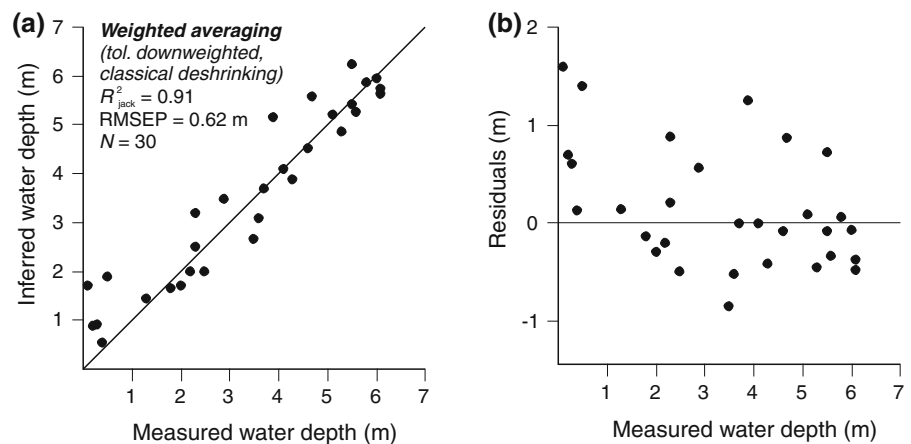 (a)
Weighted averaging
(tol. downweighted,
classical deshrinking)
R²jack = 0.91
RMSEP = 0.62 m
N = 30
7
6
5
4
3
2
1
Inferred water depth (m)
1 2 3 4 5 6 7
Measured water depth (m)
(b)
2
1
0
-1
Residuals (m)
1 2 3 4 5 6 7
Measured water depth (m)